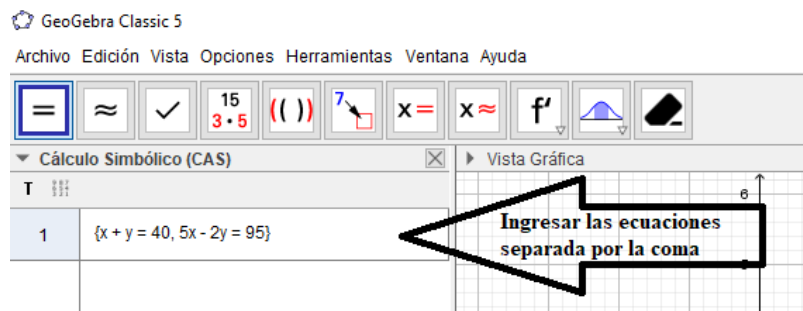 GeoGebra Classic 5
Archivo Edición Vista Opciones Herramientas Ventana Ayuda
= ≈ ✓ 15 3·5 (( )) 7 x = x ≈ f'
Cálculo Simbólico (CAS)
Vista Gráfica
T
6
1
{x + y = 40, 5x - 2y = 95}
Ingresar las ecuaciones
separada por la coma